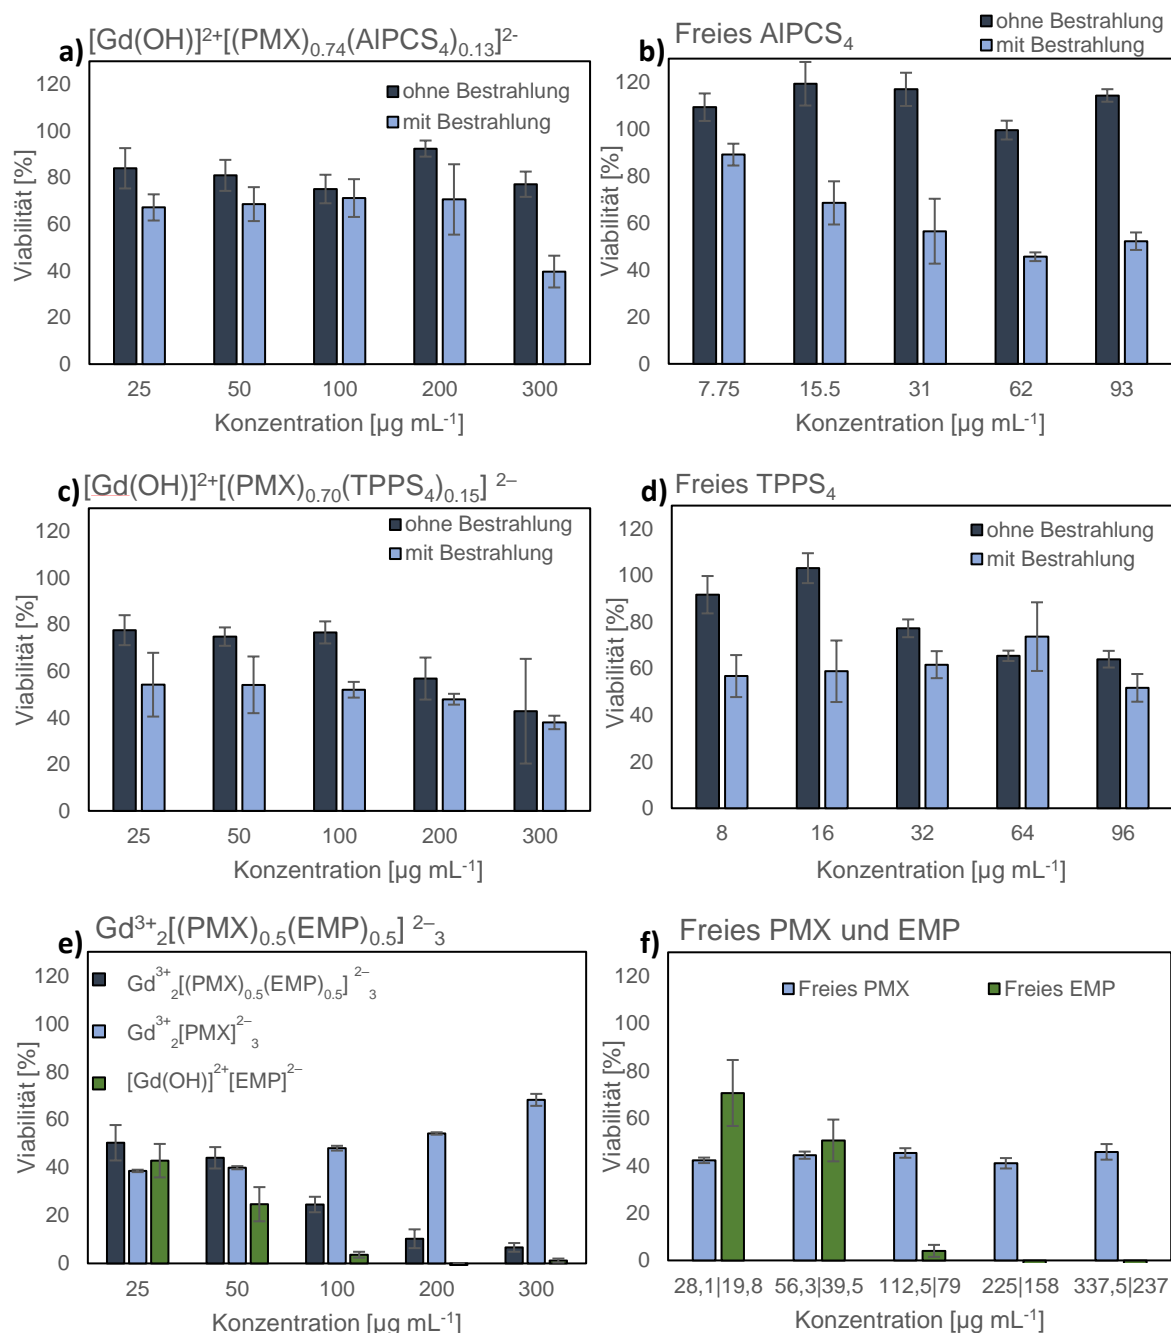 a) [Gd(OH)]²⁺[(PMX)₀.₇₄(AlPCS₄)₀.₁₃]²⁻
ohne Bestrahlung
mit Bestrahlung
Viabilität [%]
120
100
80
60
40
20
0
25 50 100 200 300
Konzentration [µg mL⁻¹]
b) Freies AlPCS₄
ohne Bestrahlung
mit Bestrahlung
Viabilität [%]
120
100
80
60
40
20
0
7.75 15.5 31 62 93
Konzentration [µg mL⁻¹]
c) [Gd(OH)]²⁺[(PMX)₀.₇₀(TPPS₄)₀.₁₅] ²⁻
ohne Bestrahlung
mit Bestrahlung
Viabilität [%]
120
100
80
60
40
20
0
25 50 100 200 300
Konzentration [µg mL⁻¹]
d) Freies TPPS₄
ohne Bestrahlung
mit Bestrahlung
Viabilität [%]
120
100
80
60
40
20
0
8 16 32 64 96
Konzentration [µg mL⁻¹]
e) Gd³⁺₂[(PMX)₀.₅(EMP)₀.₅] ²⁻₃
Gd³⁺₂[(PMX)₀.₅(EMP)₀.₅] ²⁻₃
Gd³⁺₂[PMX]²⁻₃
[Gd(OH)]²⁺[EMP]²⁻
Viabilität [%]
120
100
80
60
40
20
0
25 50 100 200 300
Konzentration [µg mL⁻¹]
f) Freies PMX und EMP
Freies PMX
Freies EMP
Viabilität [%]
120
100
80
60
40
20
0
28,1|19,8 56,3|39,5 112,5|79 225|158 337,5|237
Konzentration [µg mL⁻¹]